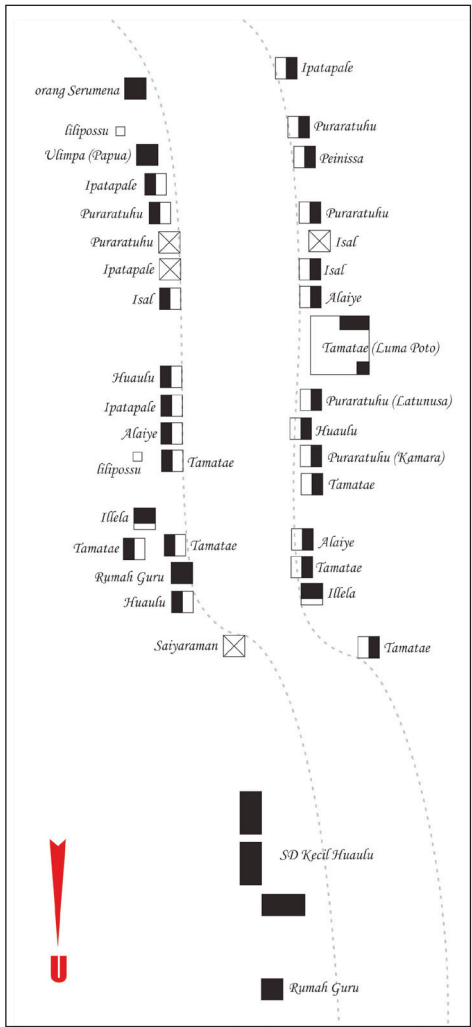 Ipatapale
orang Serumena
Puraratuhu
lilipossu
Ulimpa (Papua)
Peinissa
Ipatapale
Puraratuhu
Puraratuhu
Puraratuhu
Isal
Ipatapale
Isal
Isal
Alaiye
Tamatae (Luma Poto)
Huaulu
Puraratuhu (Latunusa)
Ipatapale
Alaiye
Huaulu
Puraratuhu (Kamara)
lilipossu
Tamatae
Tamatae
Illela
Tamatae
Tamatae
Alaiye
Rumah Guru
Tamatae
Huaulu
Illela
Saiyaraman
Tamatae
SD Kecil Huaulu
U
Rumah Guru